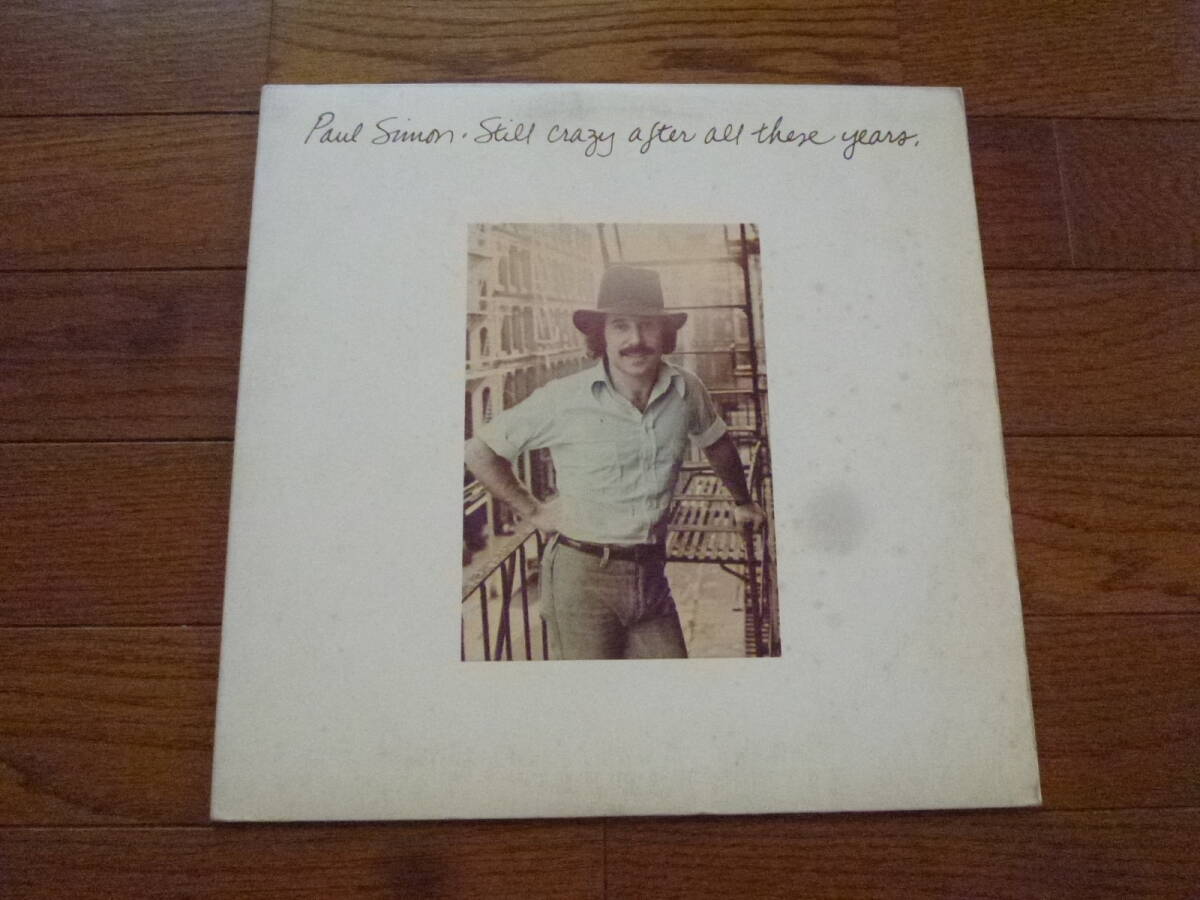 Paul Simon · Still crazy after all these years.